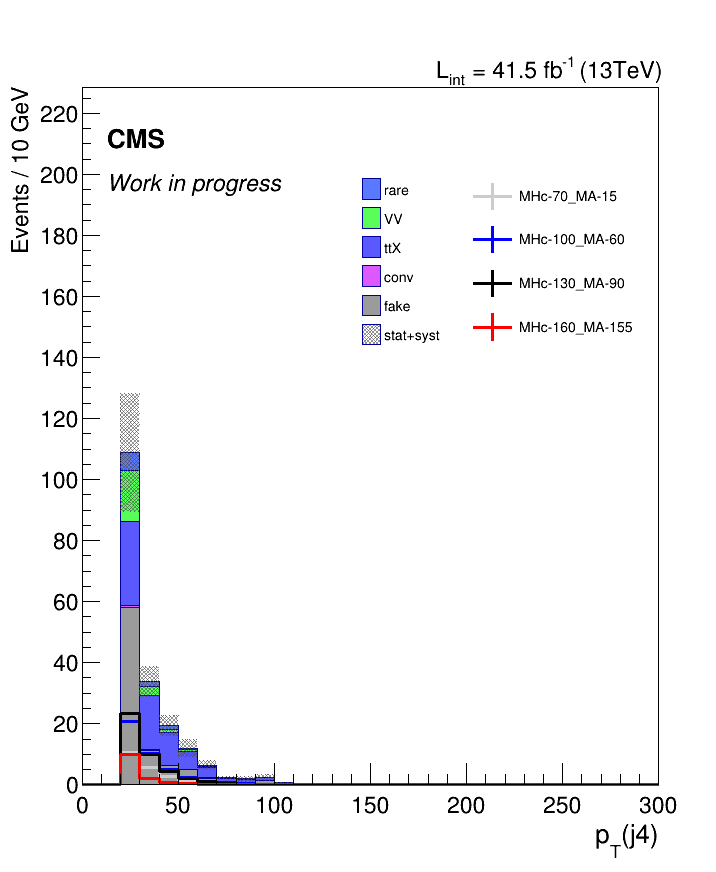 L_int = 41.5 fb^-1 (13TeV)
Events / 10 GeV
CMS
Work in progress
rare
VV
ttX
conv
fake
stat+syst
MHc-70_MA-15
MHc-100_MA-60
MHc-130_MA-90
MHc-160_MA-155
220
200
180
160
140
120
100
80
60
40
20
0
0 50 100 150 200 250 300
p_T(j4)